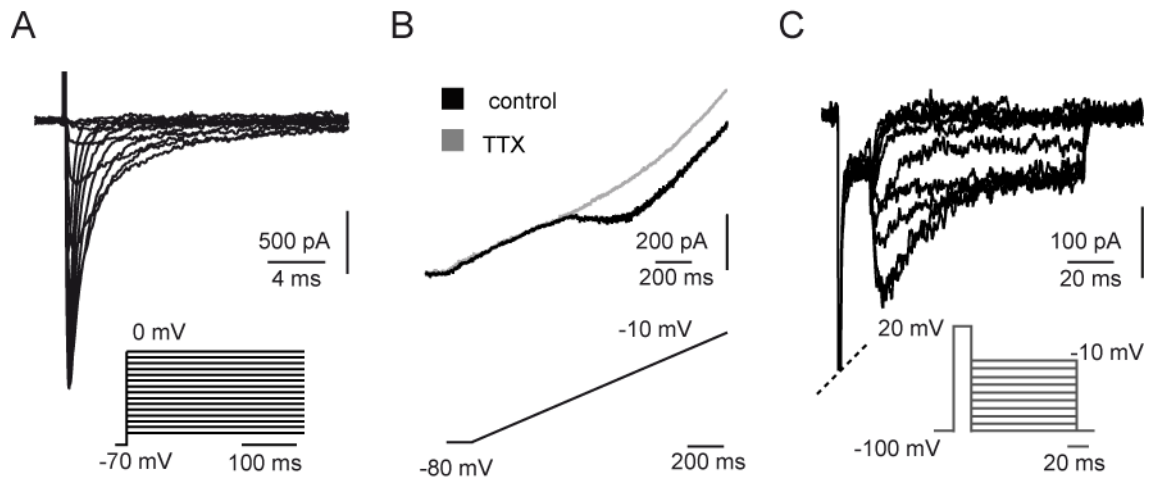 A
500 pA
4 ms
0 mV
-70 mV
100 ms
B
control
TTX
200 pA
200 ms
-10 mV
-80 mV
200 ms
C
100 pA
20 ms
20 mV
-10 mV
-100 mV
20 ms